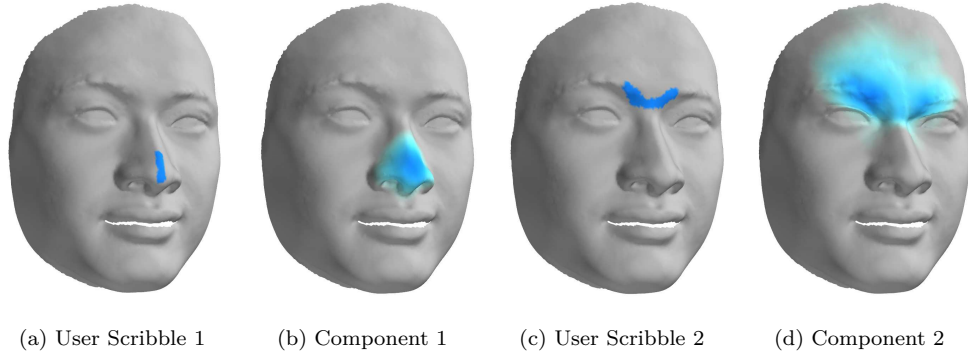 (a) User Scribble 1 (b) Component 1 (c) User Scribble 2 (d) Component 2